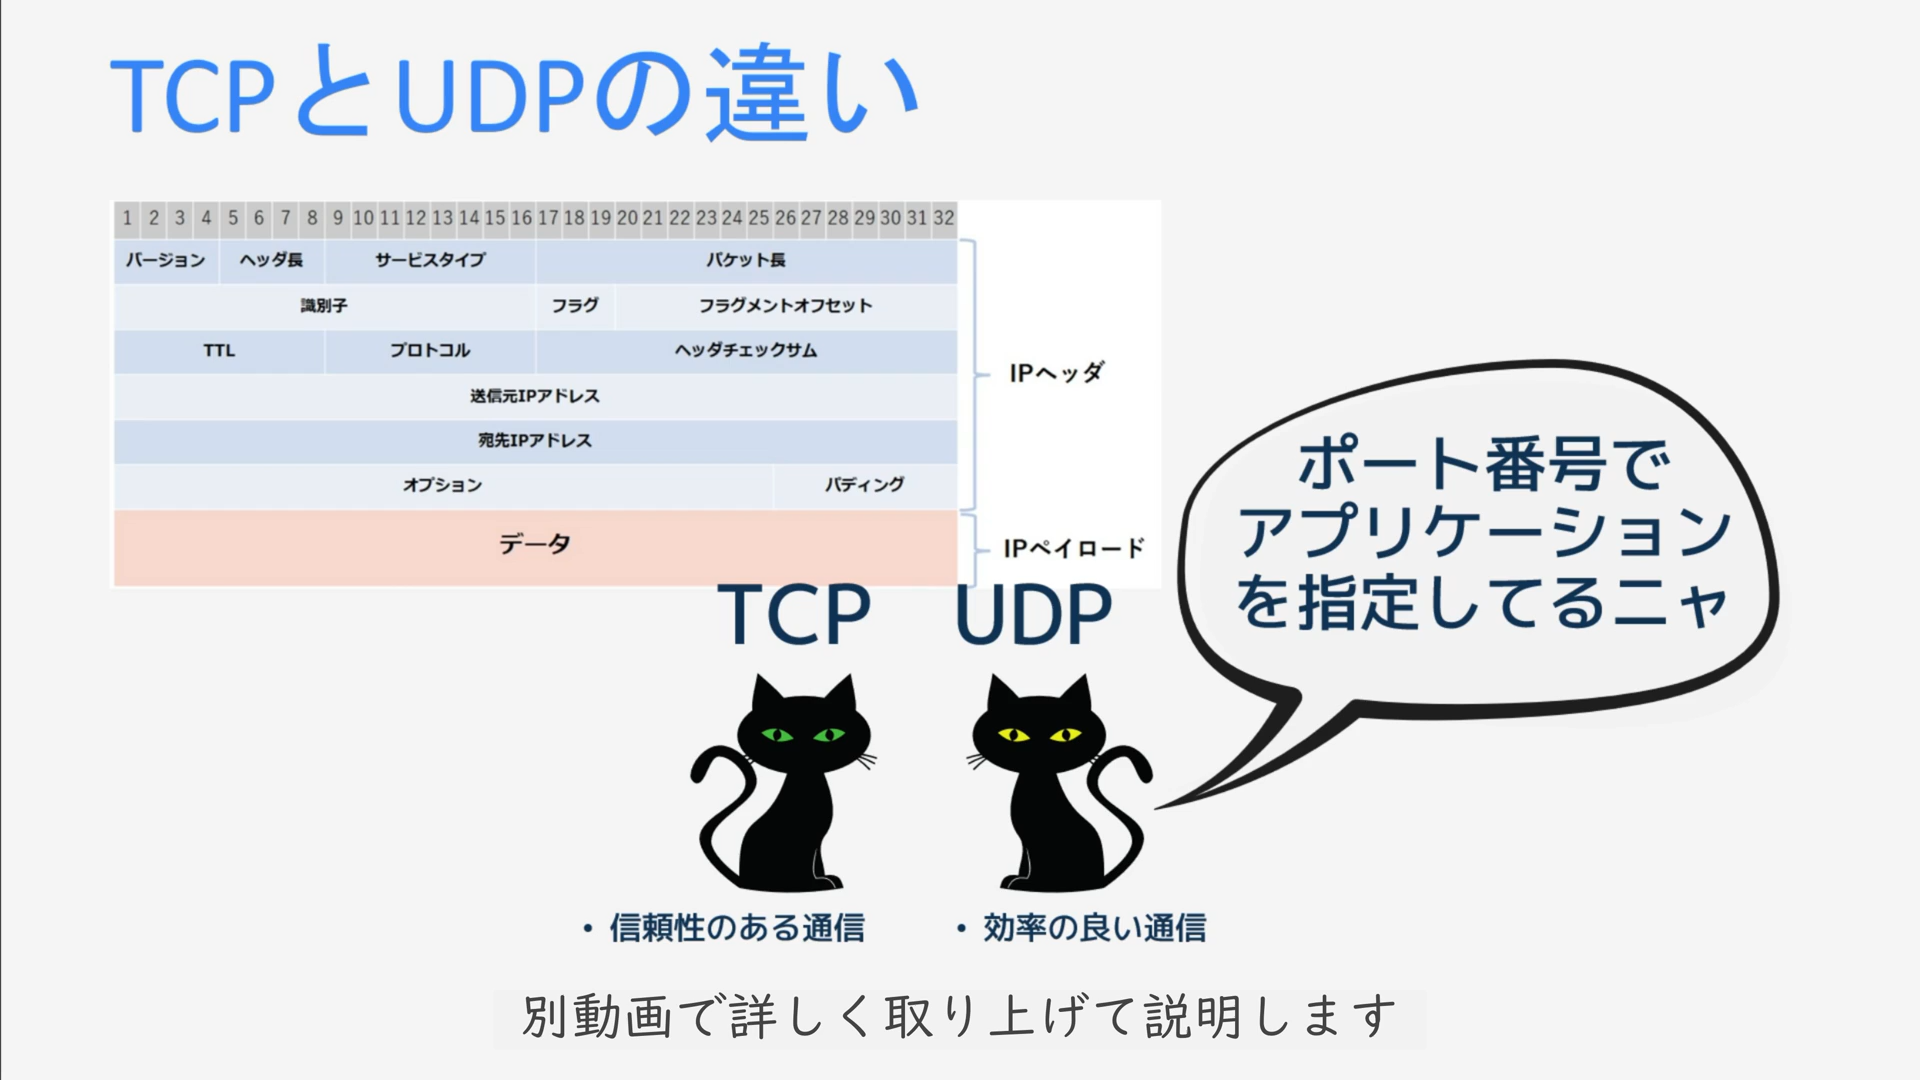 TCPとUDPの違い
1 2 3 4 5 6 7 8 9 10 11 12 13 14 15 16 17 18 19 20 21 22 23 24 25 26 27 28 29 30 31 32
バージョン ヘッダ長 サービスタイプ パケット長
識別子 フラグ フラグメントオフセット
TTL プロトコル ヘッダチェックサム
送信元IPアドレス
宛先IPアドレス
オプション パディング
データ
IPヘッダ
IPペイロード
ポート番号で
アプリケーション
を指定してるニャ
TCP UDP
• 信頼性のある通信
• 効率の良い通信
別動画で詳しく取り上げて説明します